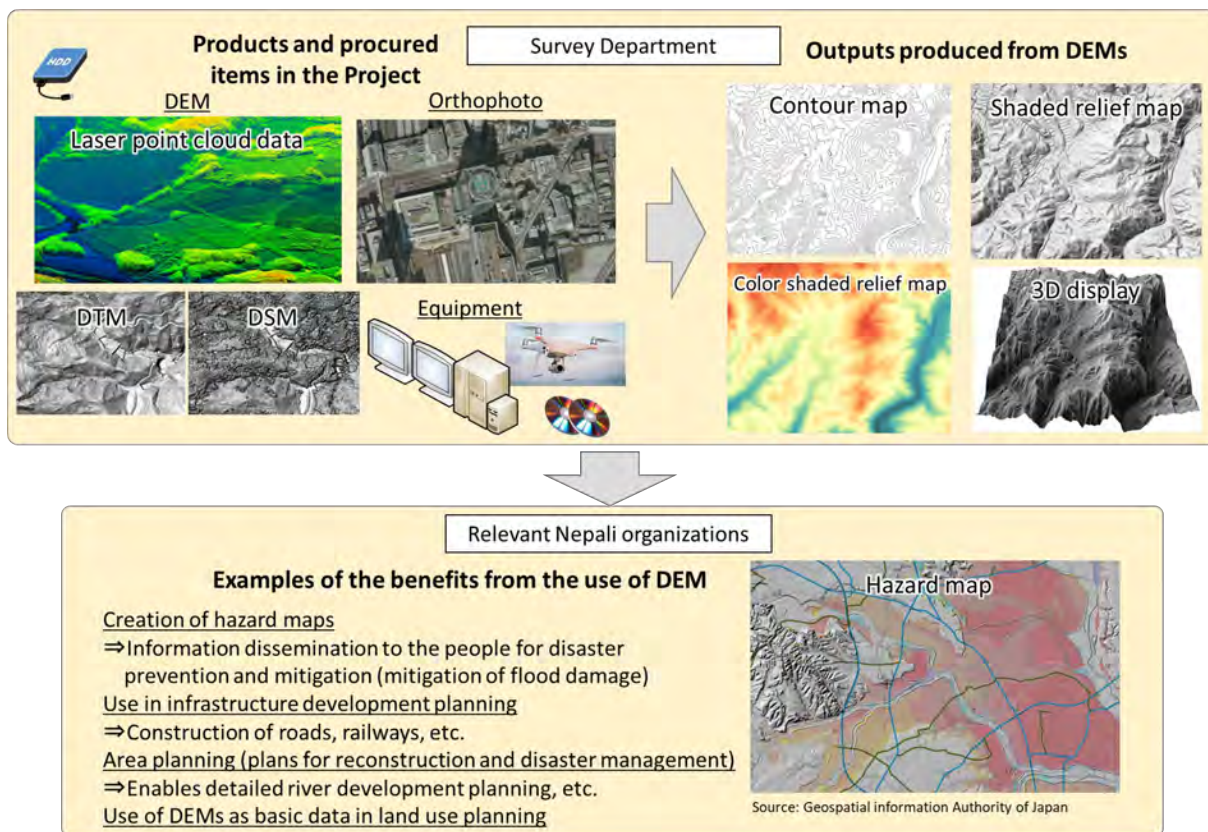 Survey Department
HDD
Products and procured
items in the Project
DEM
Laser point cloud data
Orthophoto
DTM
DSM
Equipment
Outputs produced from DEMs
Contour map
Shaded relief map
Color shaded relief map
3D display
Relevant Nepali organizations
Examples of the benefits from the use of DEM
Creation of hazard maps
⇒Information dissemination to the people for disaster
prevention and mitigation (mitigation of flood damage)
Use in infrastructure development planning
⇒Construction of roads, railways, etc.
Area planning (plans for reconstruction and disaster management)
⇒Enables detailed river development planning, etc.
Use of DEMs as basic data in land use planning
Hazard map
Source: Geospatial information Authority of Japan